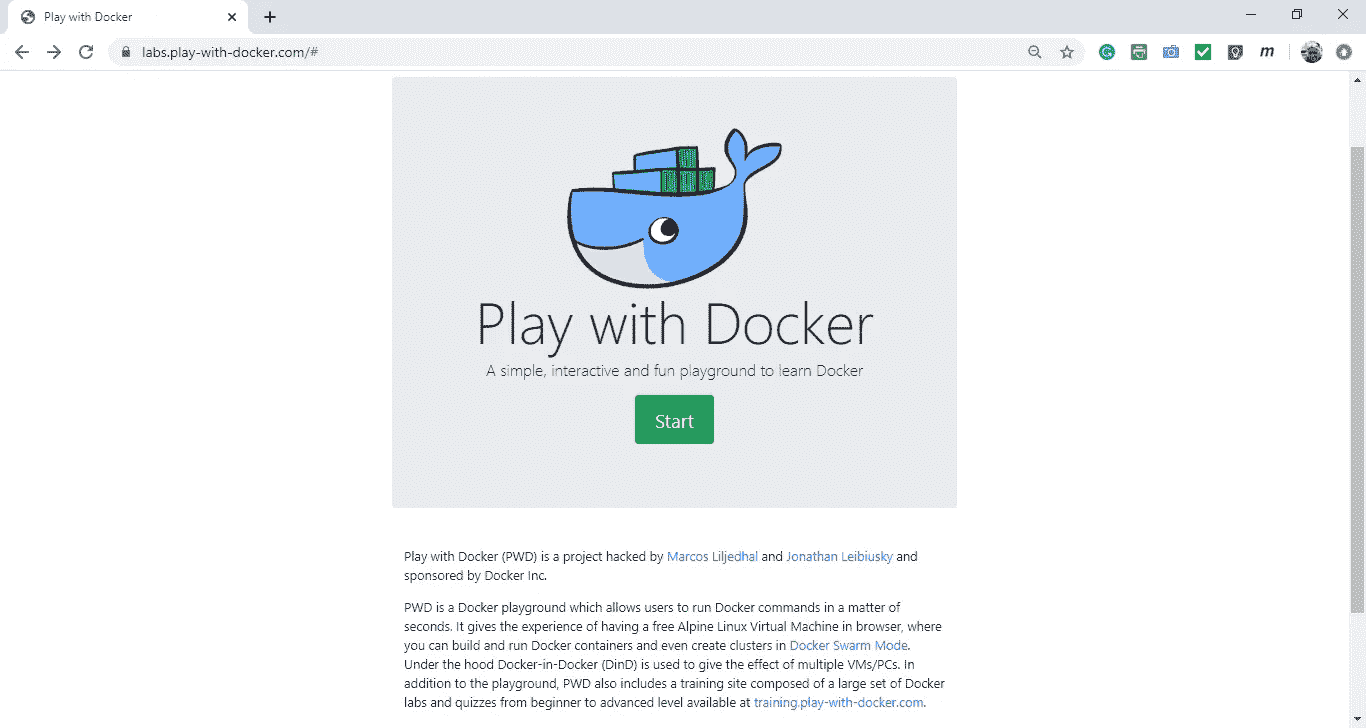 Play with Docker
labs.play-with-docker.com/#
m
Play with Docker
A simple, interactive and fun playground to learn Docker
Start
Play with Docker (PWD) is a project hacked by Marcos Liljedhal and Jonathan Leibiusky and
sponsored by Docker Inc.
PWD is a Docker playground which allows users to run Docker commands in a matter of
seconds. It gives the experience of having a free Alpine Linux Virtual Machine in browser, where
you can build and run Docker containers and even create clusters in Docker Swarm Mode.
Under the hood Docker-in-Docker (DinD) is used to give the effect of multiple VMs/PCs. In
addition to the playground, PWD also includes a training site composed of a large set of Docker
labs and quizzes from beginner to advanced level available at training.play-with-docker.com.